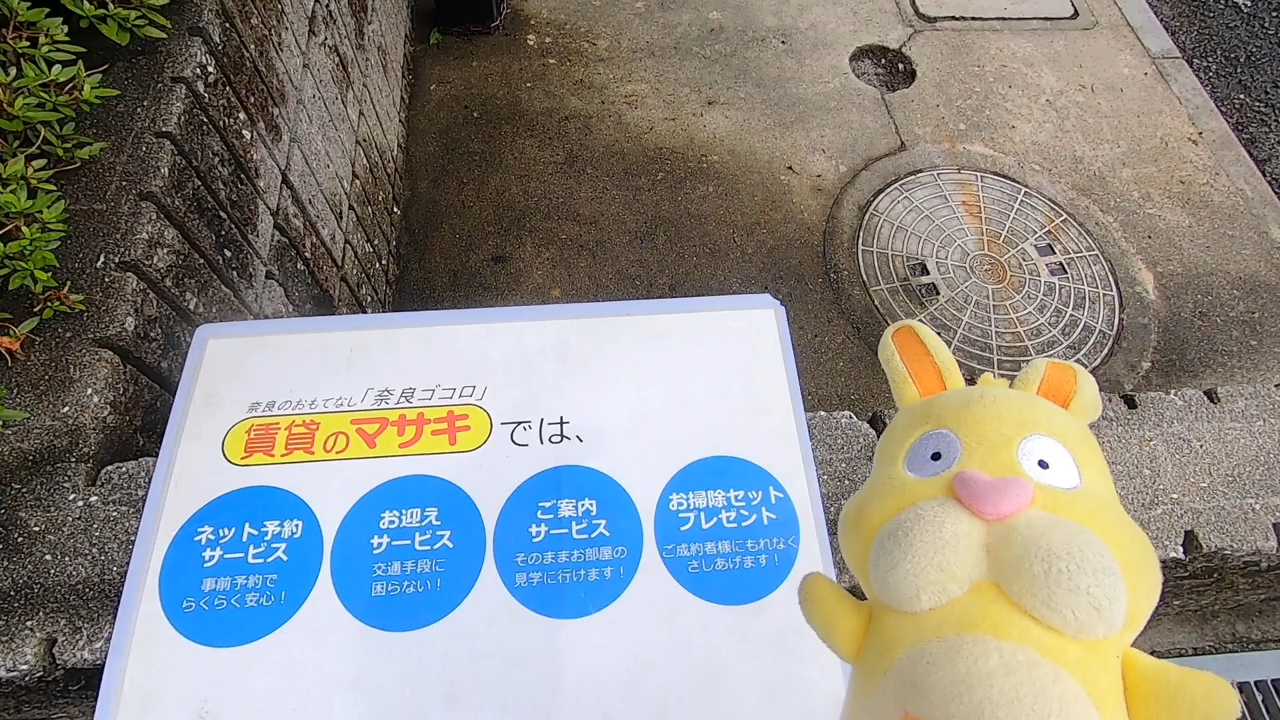 奈良のおもてなし「奈良ゴコロ」
賃貸のマサキでは、
ネット予約
サービス
事前予約で
らくらく安心！
お迎え
サービス
交通手段に
困らない！
ご案内
サービス
そのままお部屋の
見学に行けます！
お掃除セット
プレゼント
ご成約者様にもれなく
さしあげます！